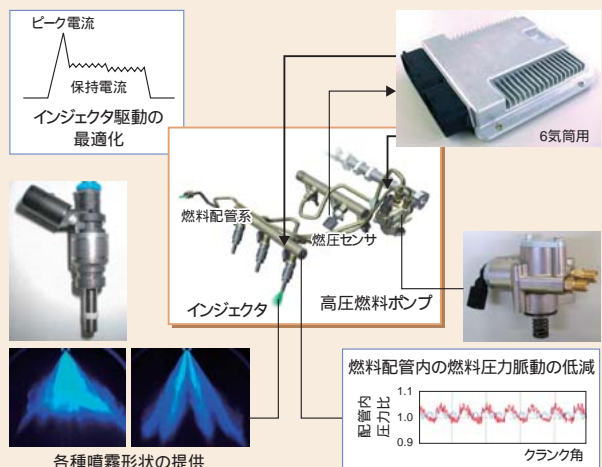 ピーク電流
保持電流
インジェクタ駆動の
最適化
6気筒用
燃料配管系
燃圧センサ
インジェクタ
高圧燃料ポンプ
各種噴霧形状の提供
燃料配管内の燃料圧力脈動の低減
配管内
圧力比
1.1
1.0
0.9
クランク角